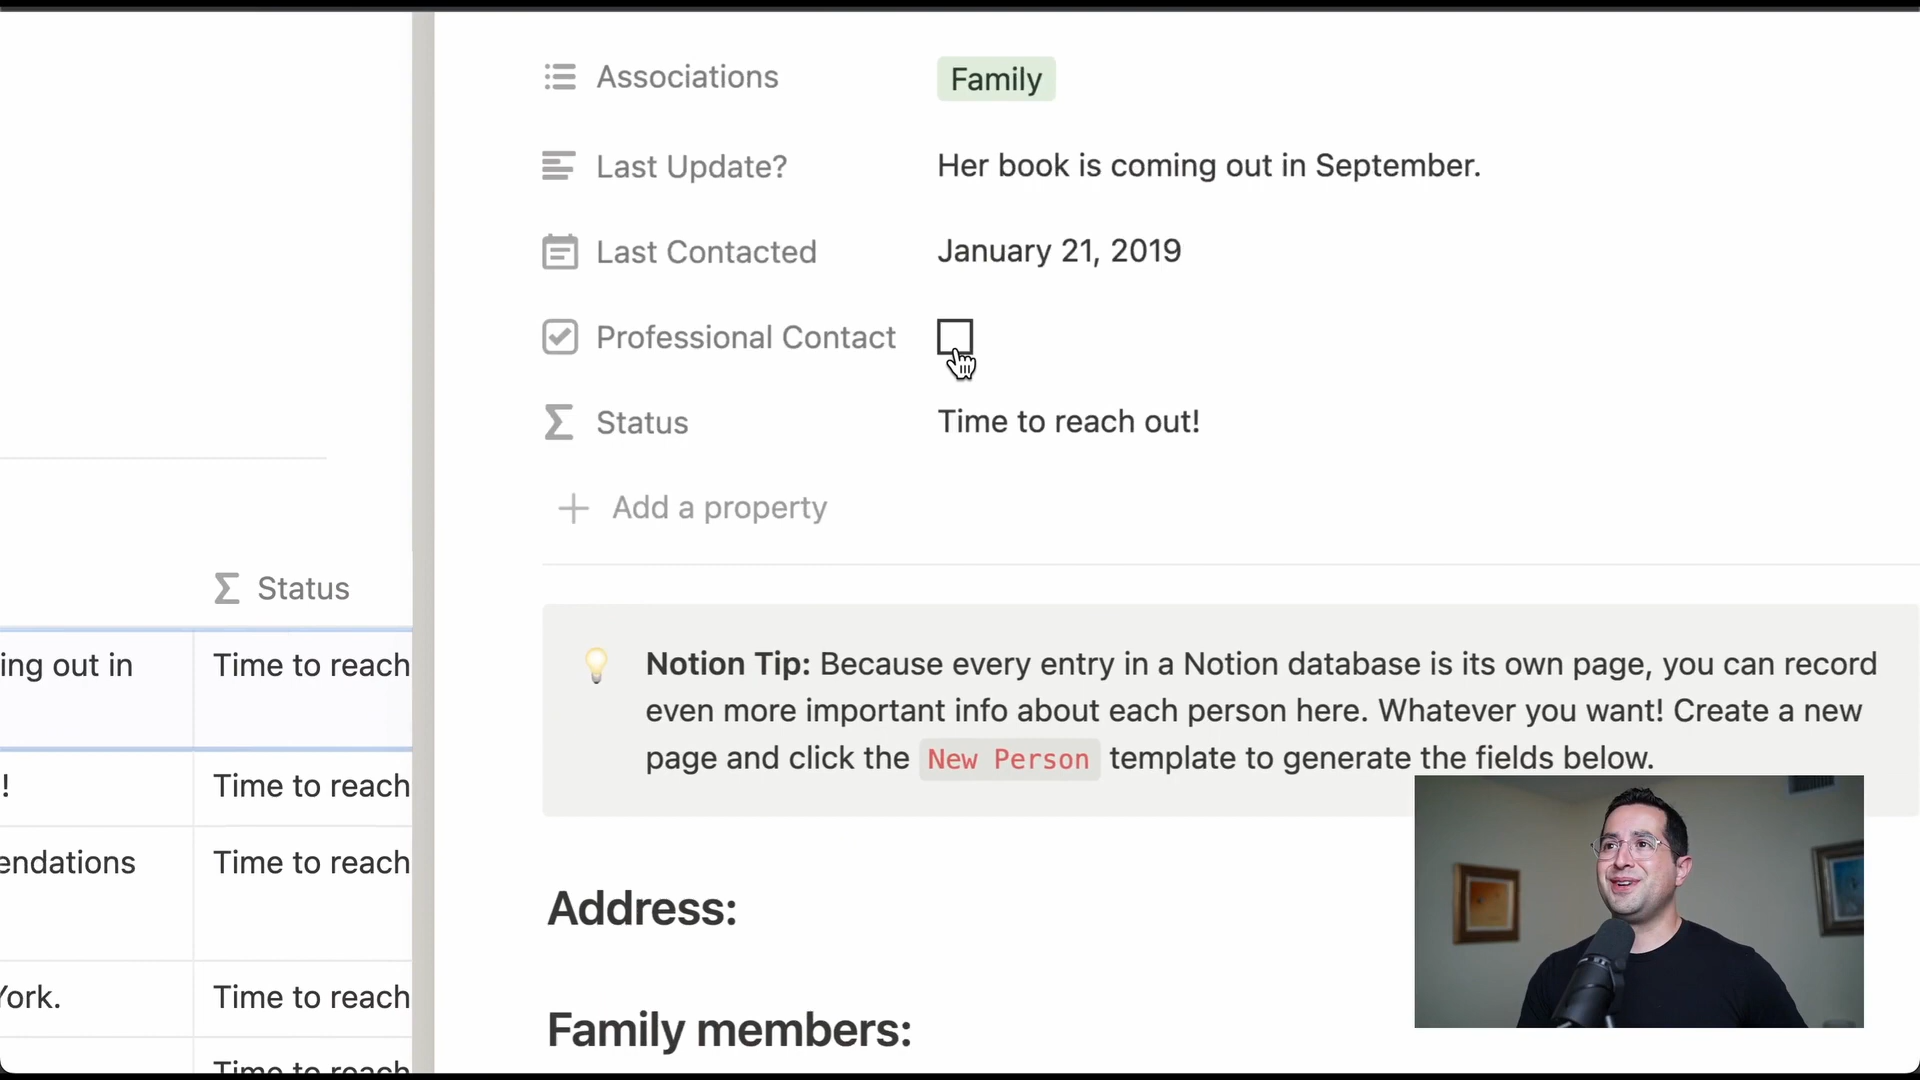 Associations
Family
Last Update?
Her book is coming out in September.
Last Contacted
January 21, 2019
Professional Contact
Status
Time to reach out!
Add a property
Notion Tip: Because every entry in a Notion database is its own page, you can record
even more important info about each person here. Whatever you want! Create a new
page and click the New Person template to generate the fields below.
Address:
Family members:
Status
ing out in
Time to reach
!
Time to reach
endations
Time to reach
York.
Time to reach
Time to reach